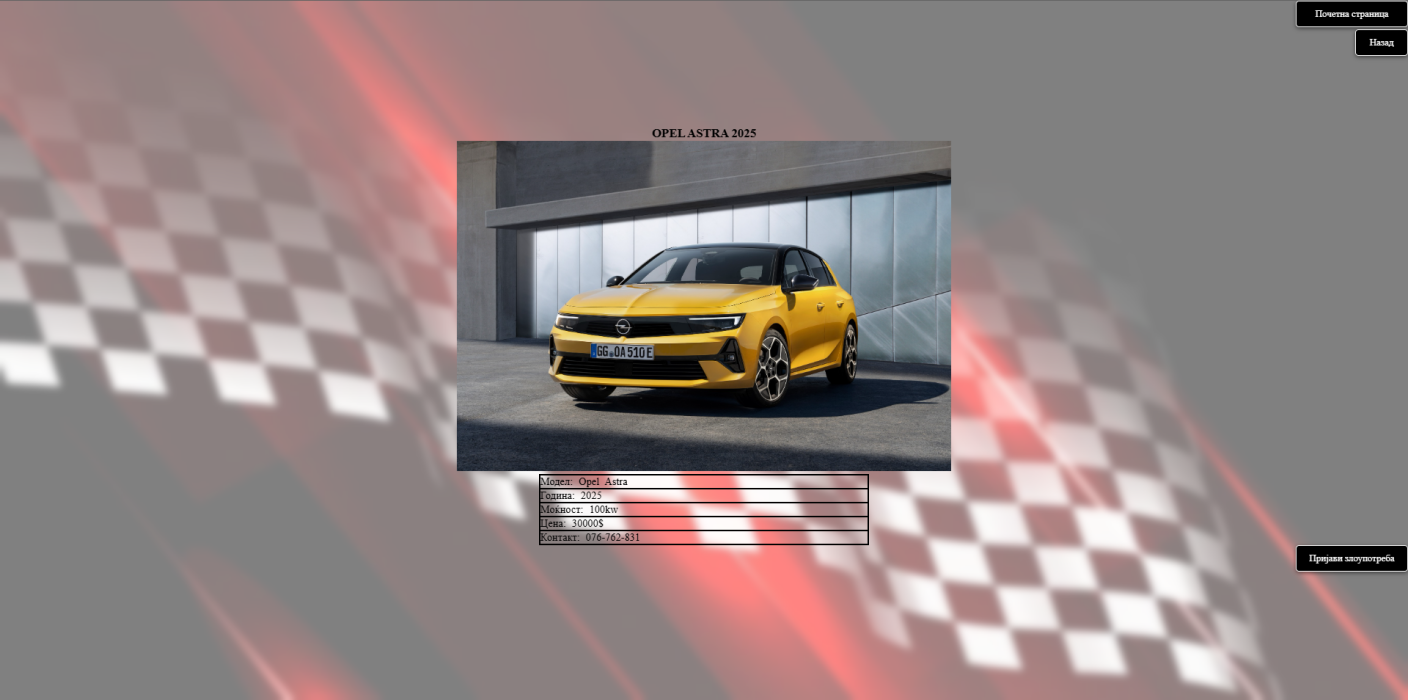 Почетна страница
Назад
OPEL ASTRA 2025
GG OA 510 E
Модел: Opel Astra
Година: 2025
Моќност: 100kw
Цена: 30000$
Контакт: 076-762-831
Пријави злоупотреба